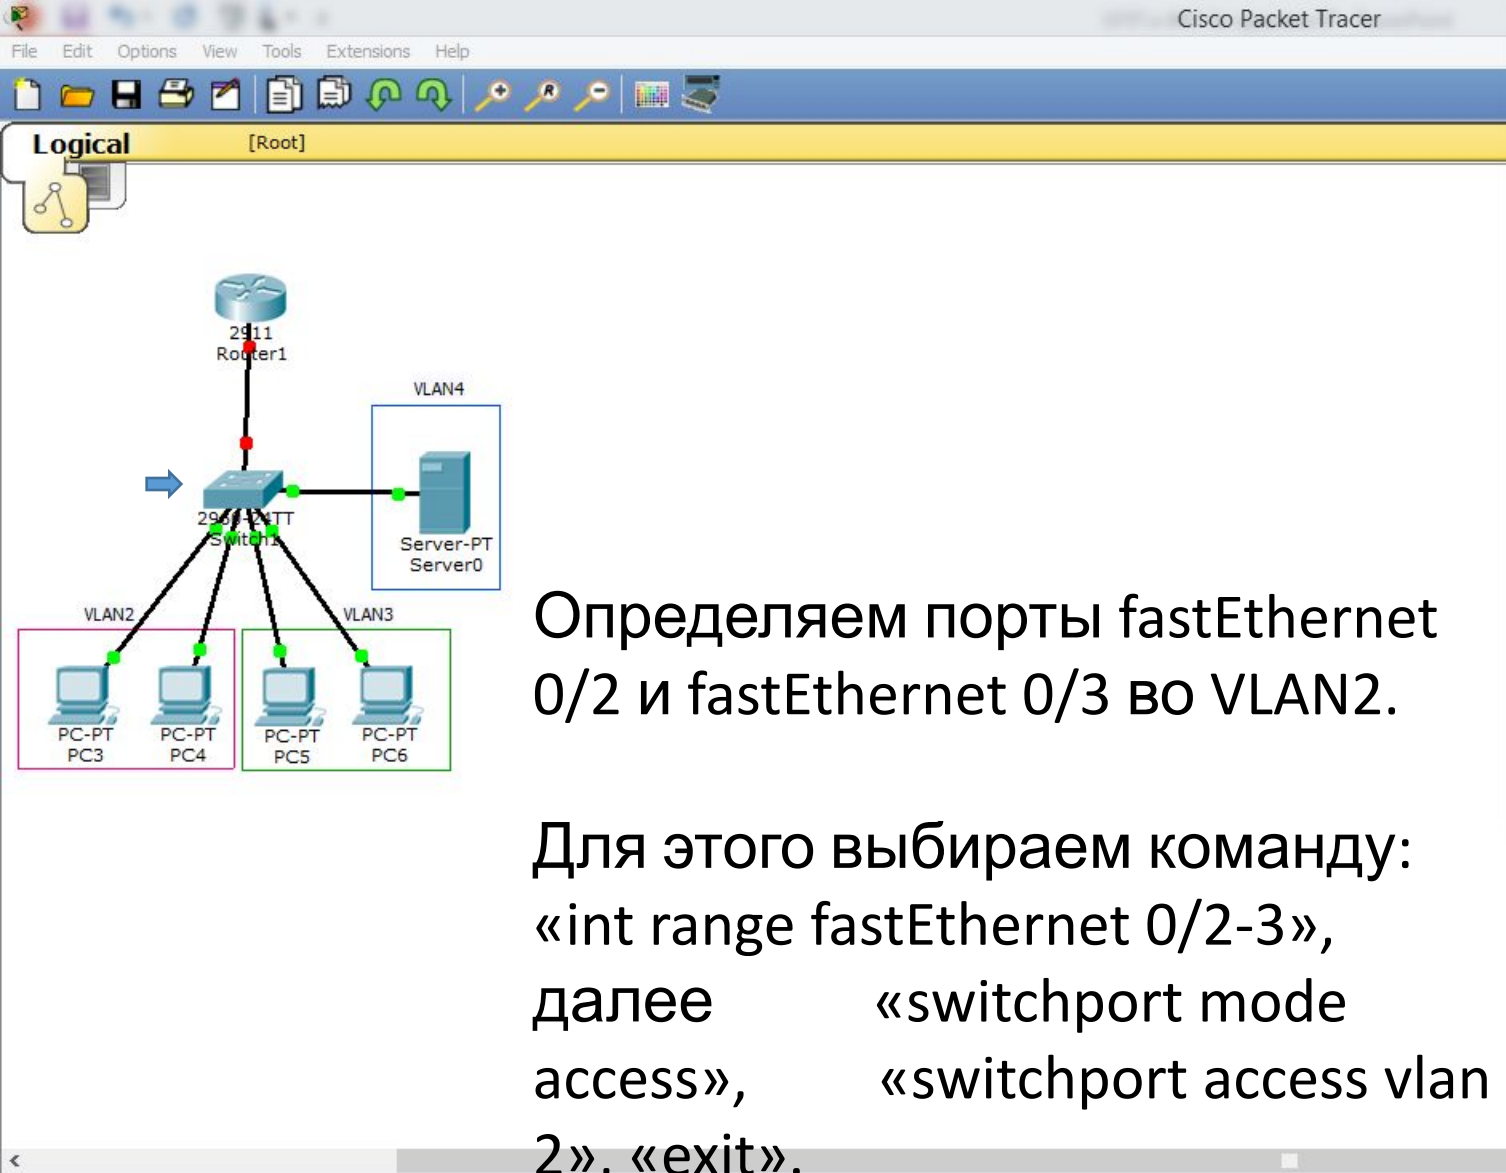 Cisco Packet Tracer
File Edit Options View Tools Extensions Help
Logical
[Root]
2911
Router1
VLAN4
2960-24TT
Switch1
Server-PT
Server0
VLAN2
VLAN3
PC-PT
PC3
PC-PT
PC4
PC-PT
PC5
PC-PT
PC6
Определяем порты fastEthernet
0/2 и fastEthernet 0/3 во VLAN2.
Для этого выбираем команду:
«int range fastEthernet 0/2-3»,
далее «switchport mode
access», «switchport access vlan
2», «exit».